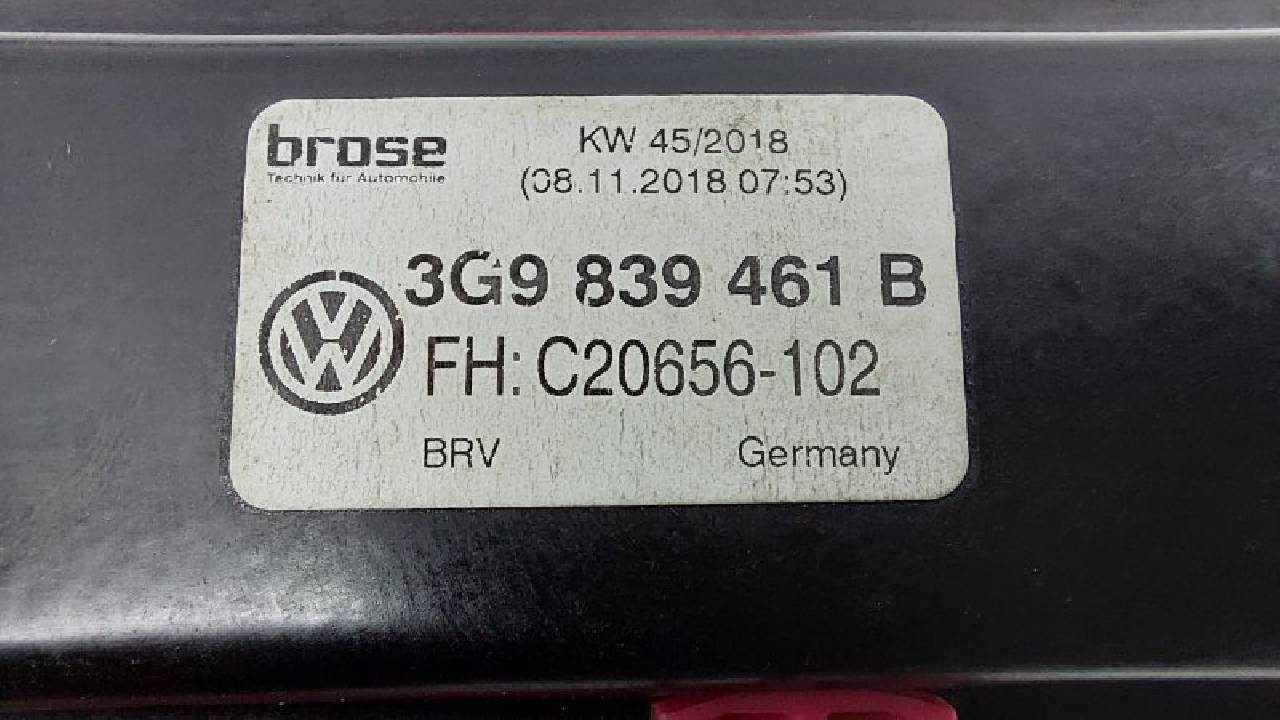 brose
Technik für Automobile
KW 45/2018
(08.11.2018 07:53)
3G9 839 461 B
FH: C20656-102
BRV
Germany